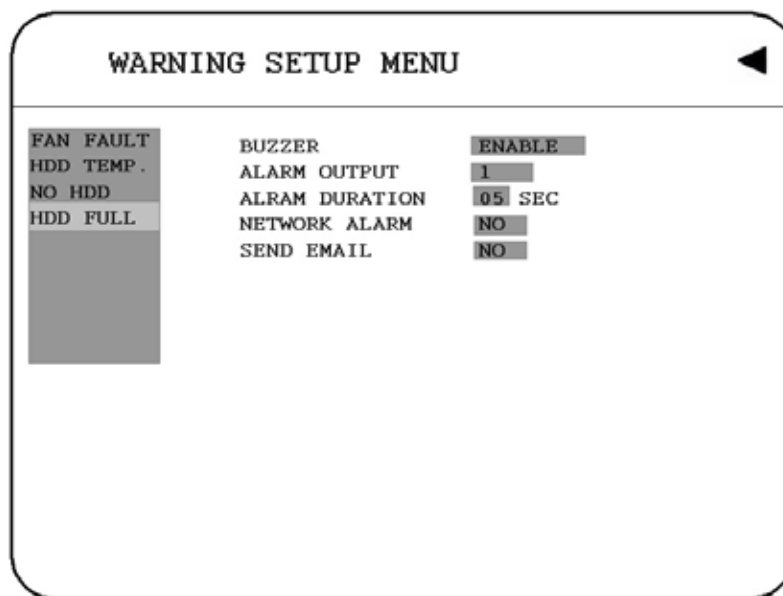 WARNING SETUP MENU
FAN FAULT
HDD TEMP.
NO HDD
HDD FULL
BUZZER ENABLE
ALARM OUTPUT 1
ALRAM DURATION 05 SEC
NETWORK ALARM NO
SEND EMAIL NO